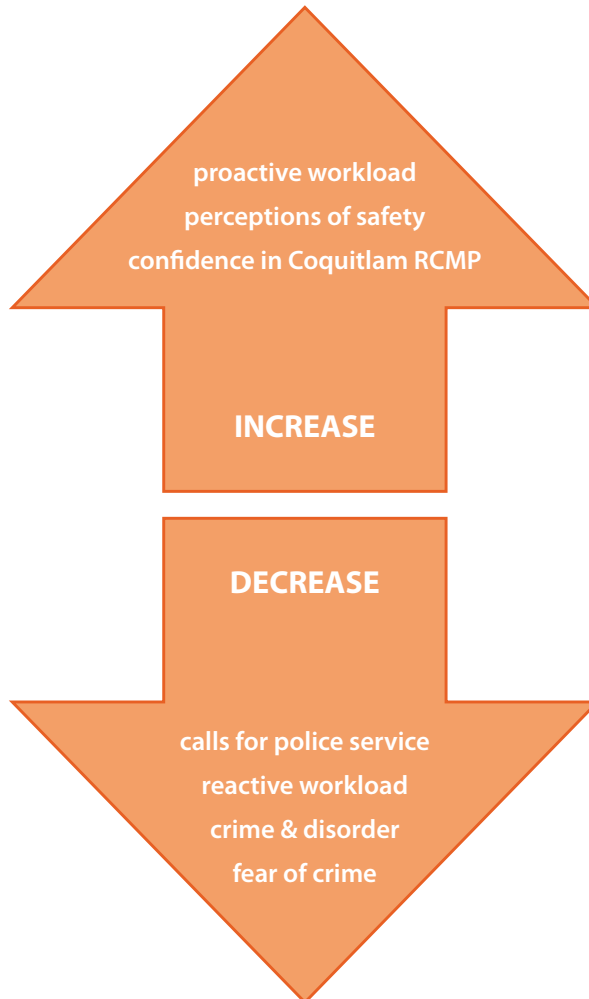 proactive workload
perceptions of safety
confidence in Coquitlam RCMP
INCREASE
DECREASE
calls for police service
reactive workload
crime & disorder
fear of crime